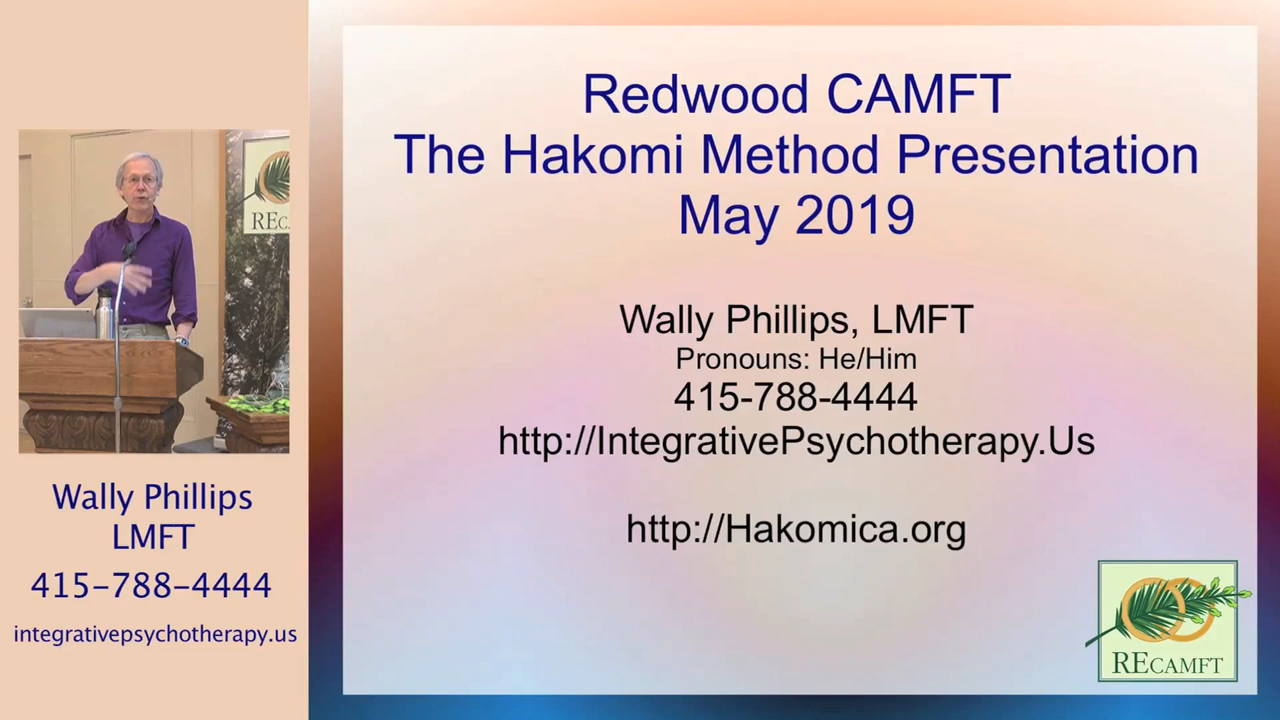 REC
Wally Phillips
LMFT
415-788-4444
integrativepsychotherapy.us
Redwood CAMFT
The Hakomi Method Presentation
May 2019
Wally Phillips, LMFT
Pronouns: He/Him
415-788-4444
http://IntegrativePsychotherapy.Us
http://Hakomica.org
RECAMFT